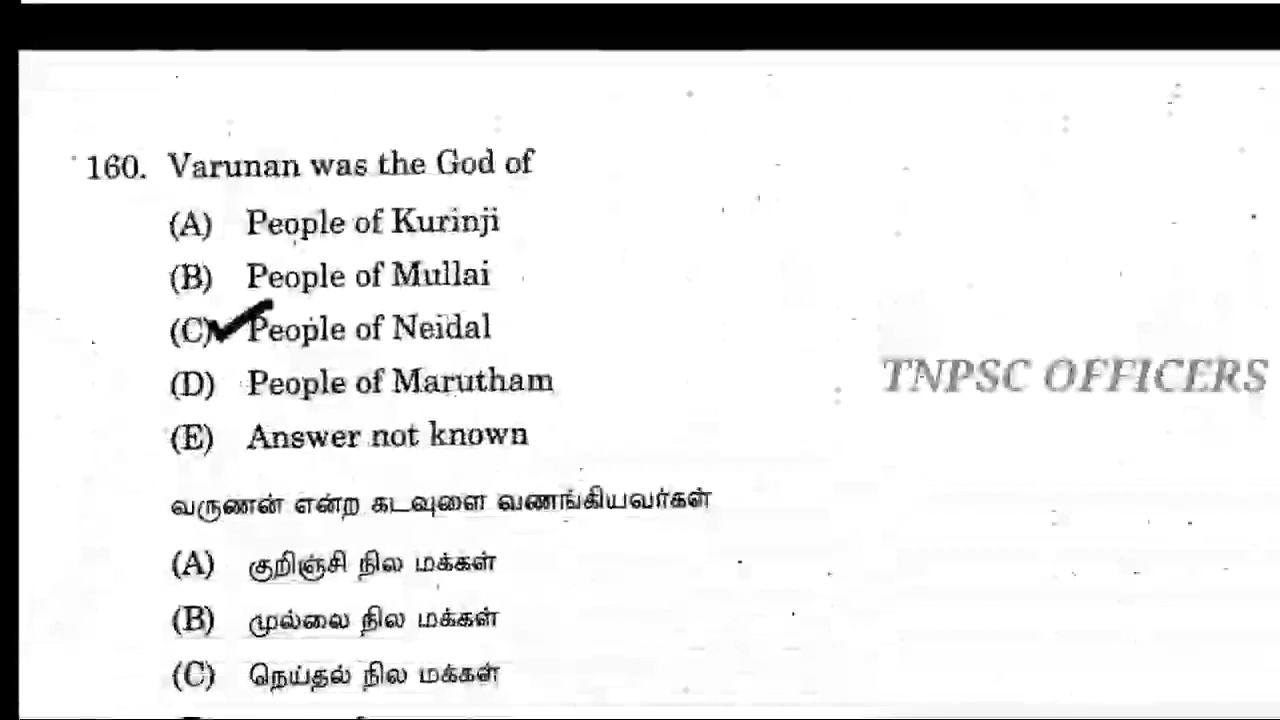 160. Varunan was the God of
(A) People of Kurinji
(B) People of Mullai
(C) People of Neidal
(D) People of Marutham
TNPSC OFFICERS
(E) Answer not known
வருணன் என்ற கடவுளை வணங்கியவர்கள்
(A) குறிஞ்சி நில மக்கள்
(B) முல்லை நில மக்கள்
(C) நெய்தல் நில மக்கள்